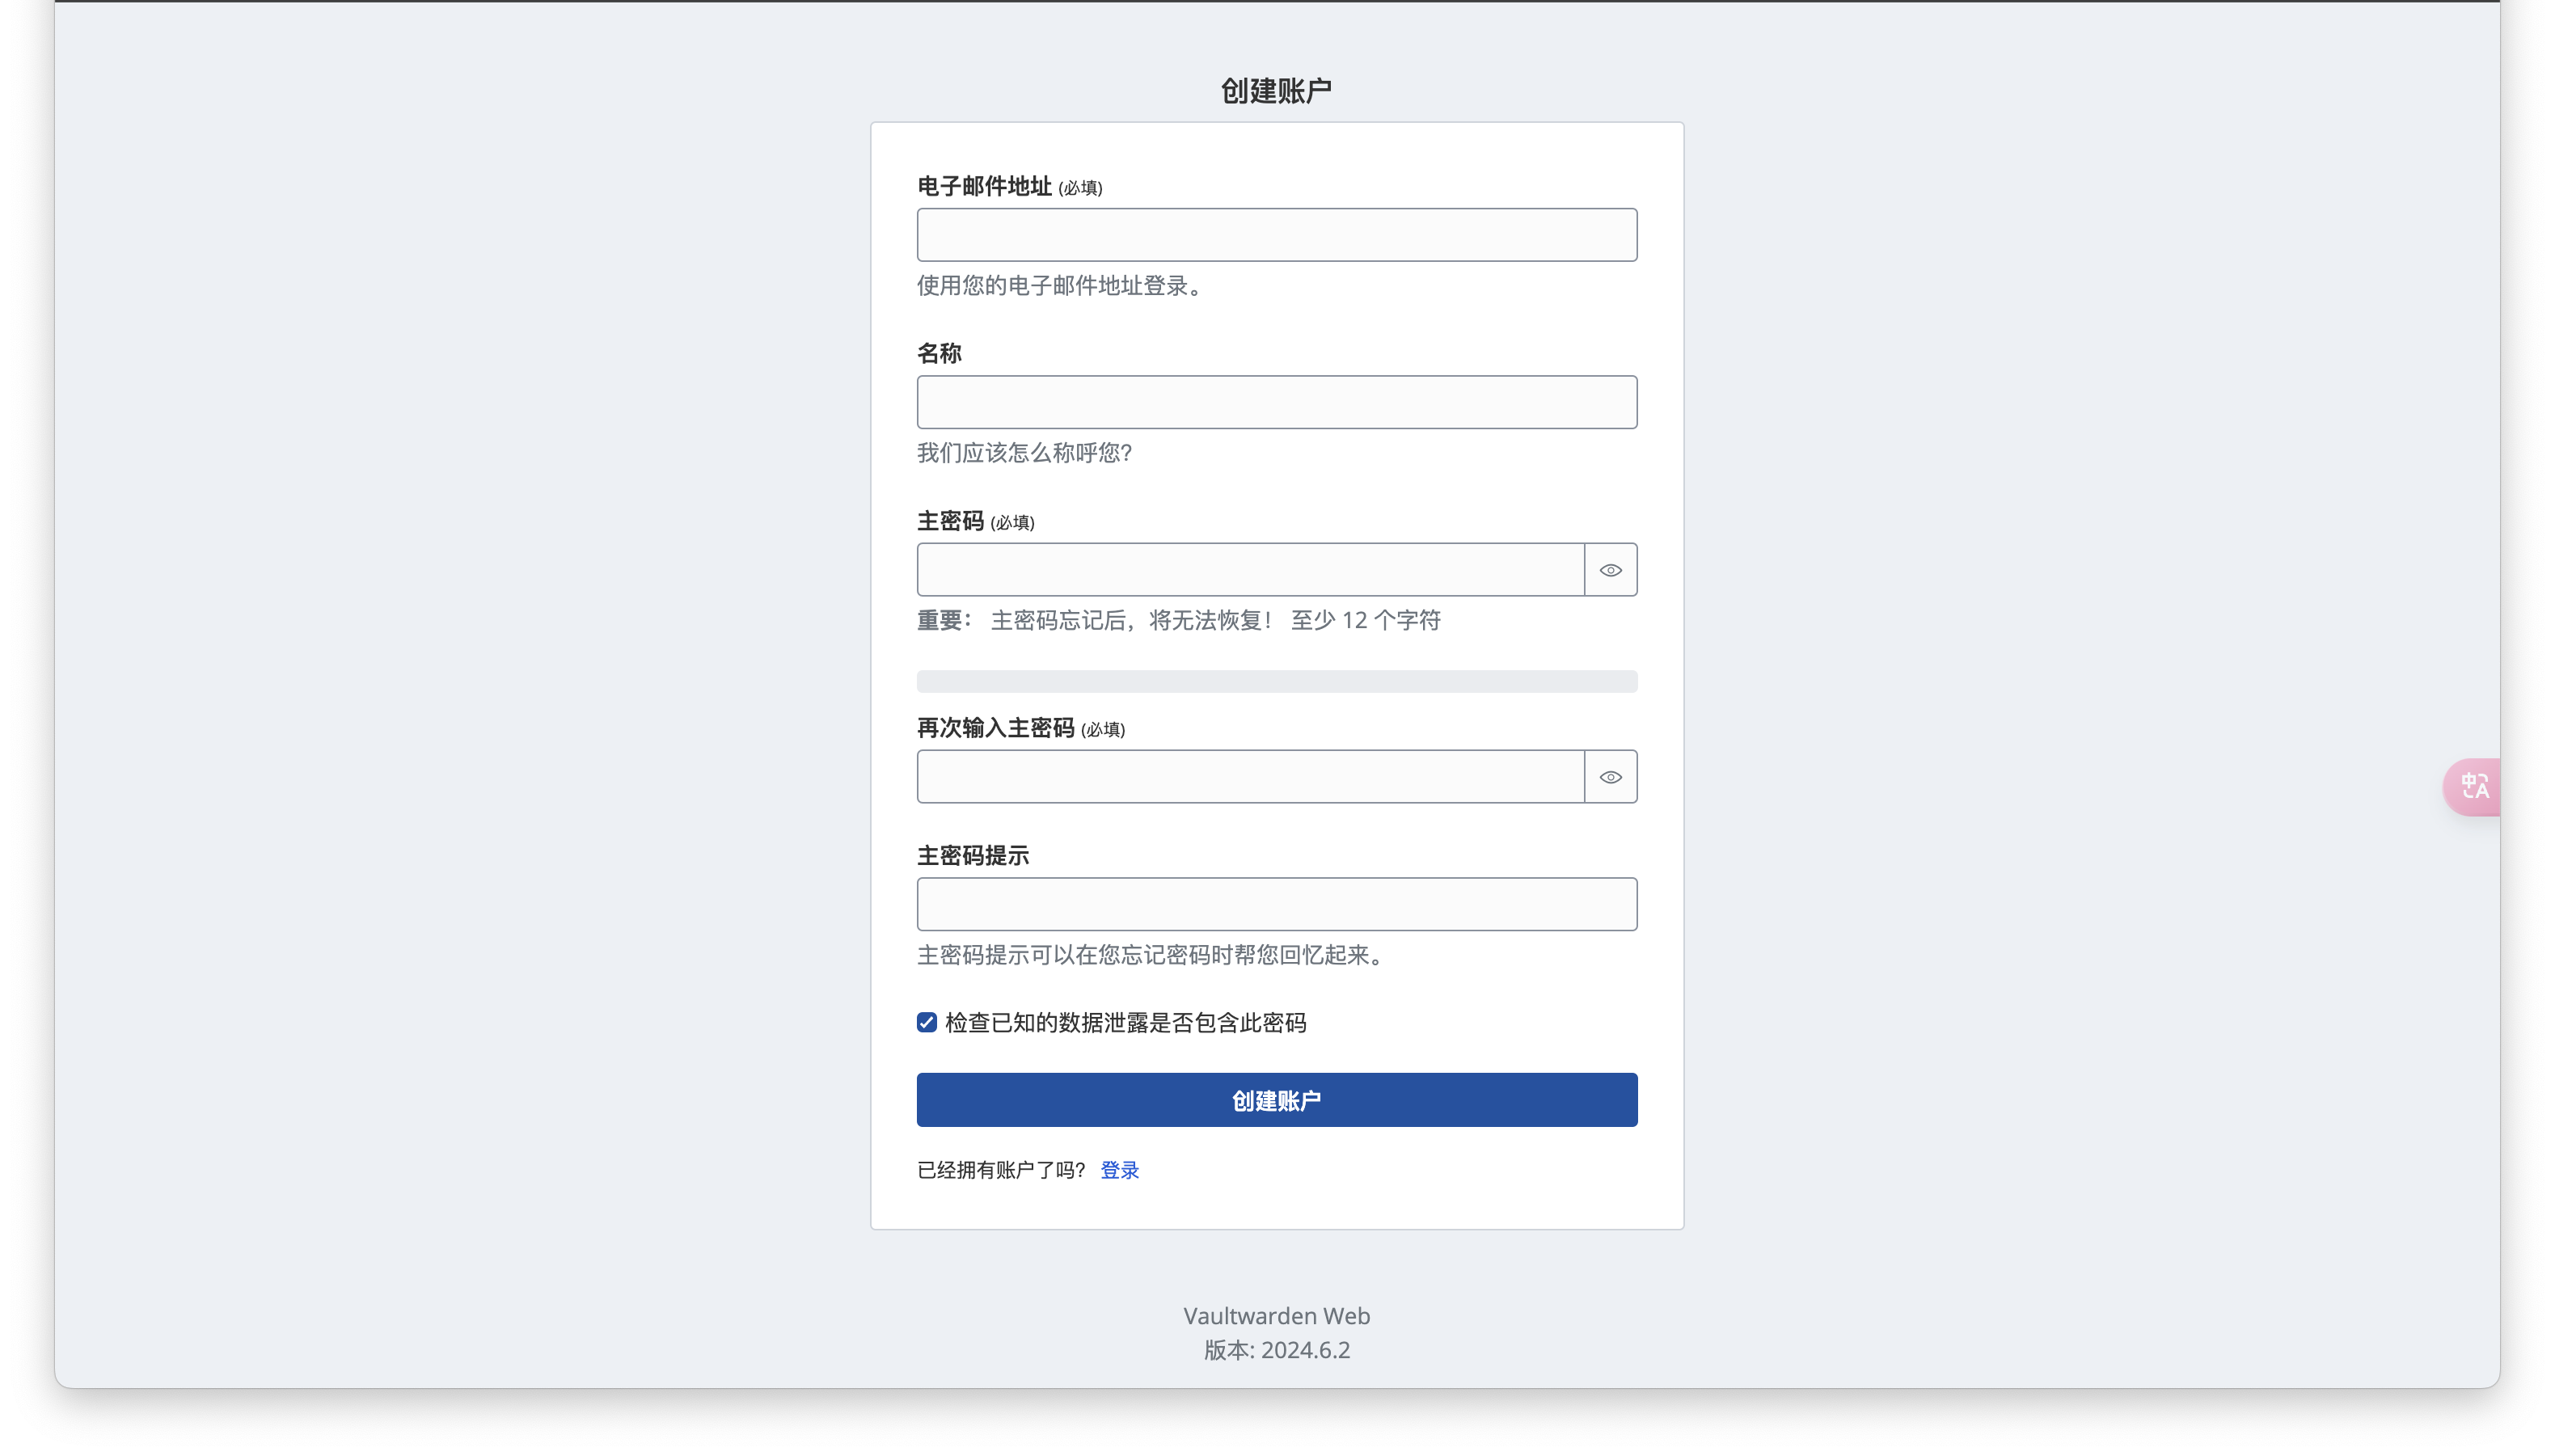 创建账户
电子邮件地址 (必填)
使用您的电子邮件地址登录。
名称
我们应该怎么称呼您?
主密码 (必填)
重要： 主密码忘记后，将无法恢复！ 至少 12 个字符
再次输入主密码 (必填)
主密码提示
主密码提示可以在您忘记密码时帮您回忆起来。
检查已知的数据泄露是否包含此密码
创建账户
已经拥有账户了吗? 登录
中A
Vaultwarden Web
版本: 2024.6.2